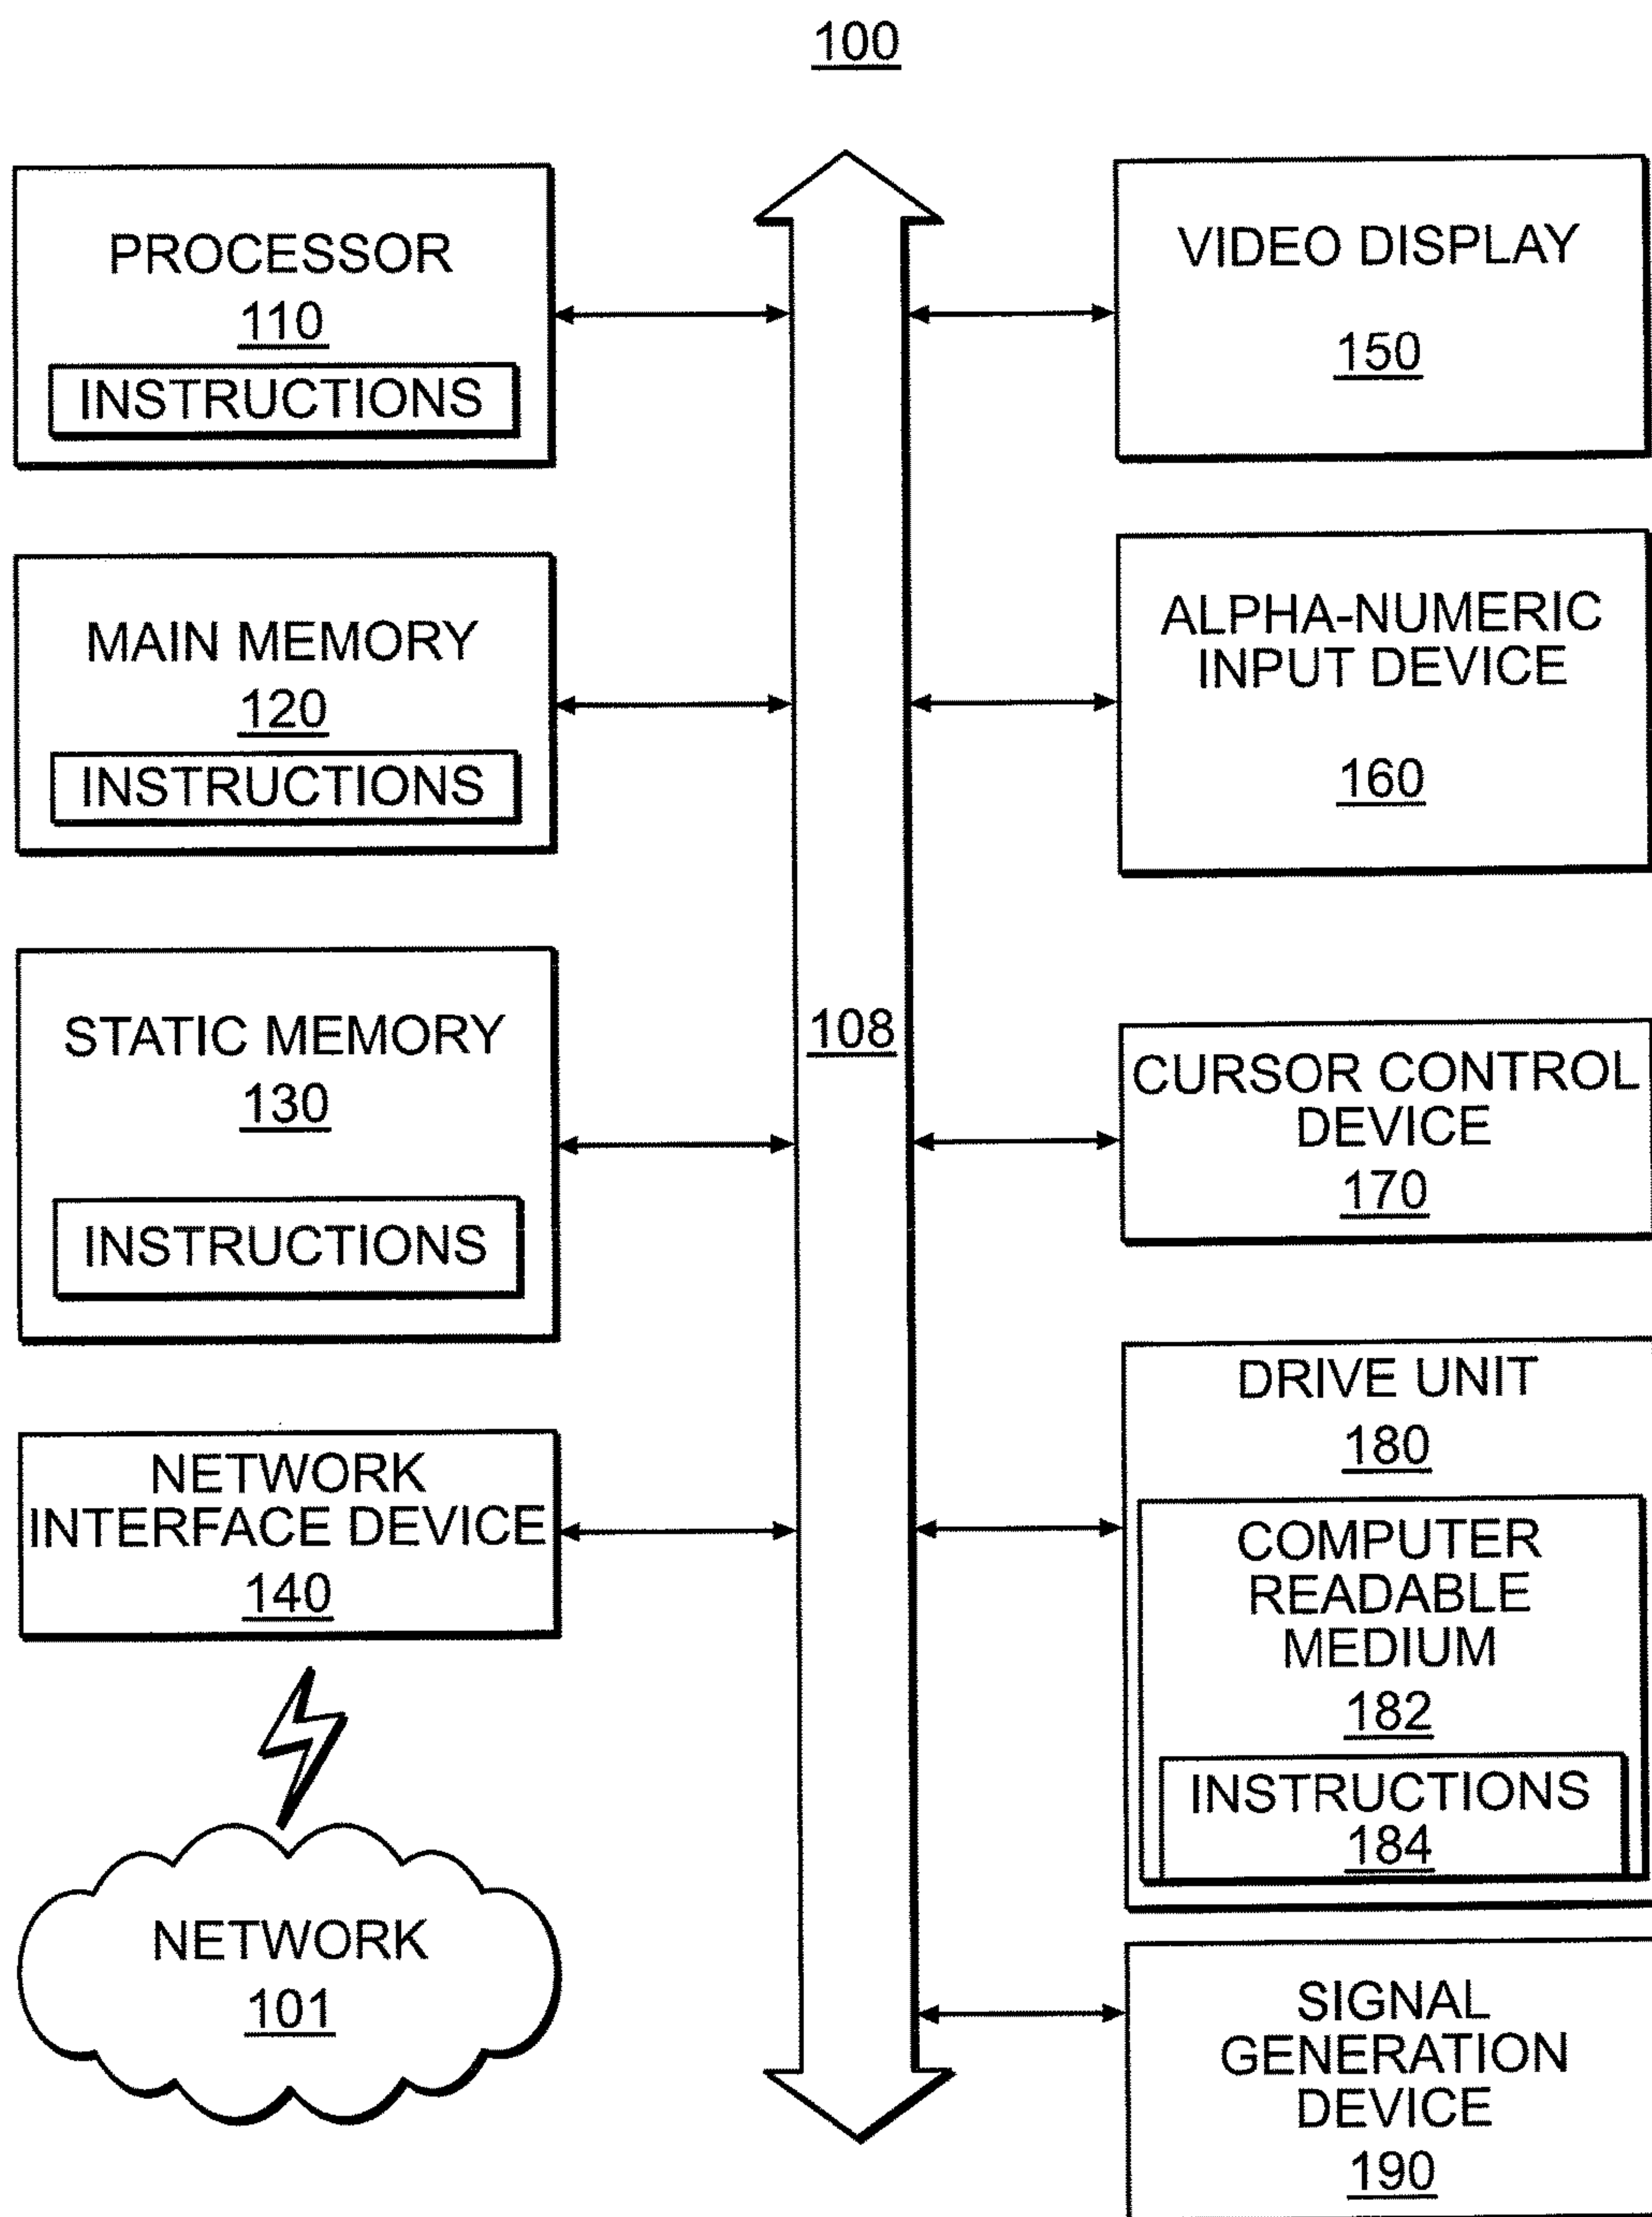 100
PROCESSOR
110
INSTRUCTIONS
MAIN MEMORY
120
INSTRUCTIONS
STATIC MEMORY
130
INSTRUCTIONS
NETWORK
INTERFACE DEVICE
140
NETWORK
101
108
VIDEO DISPLAY
150
ALPHA-NUMERIC
INPUT DEVICE
160
CURSOR CONTROL
DEVICE
170
DRIVE UNIT
180
COMPUTER
READABLE
MEDIUM
182
INSTRUCTIONS
184
SIGNAL
GENERATION
DEVICE
190